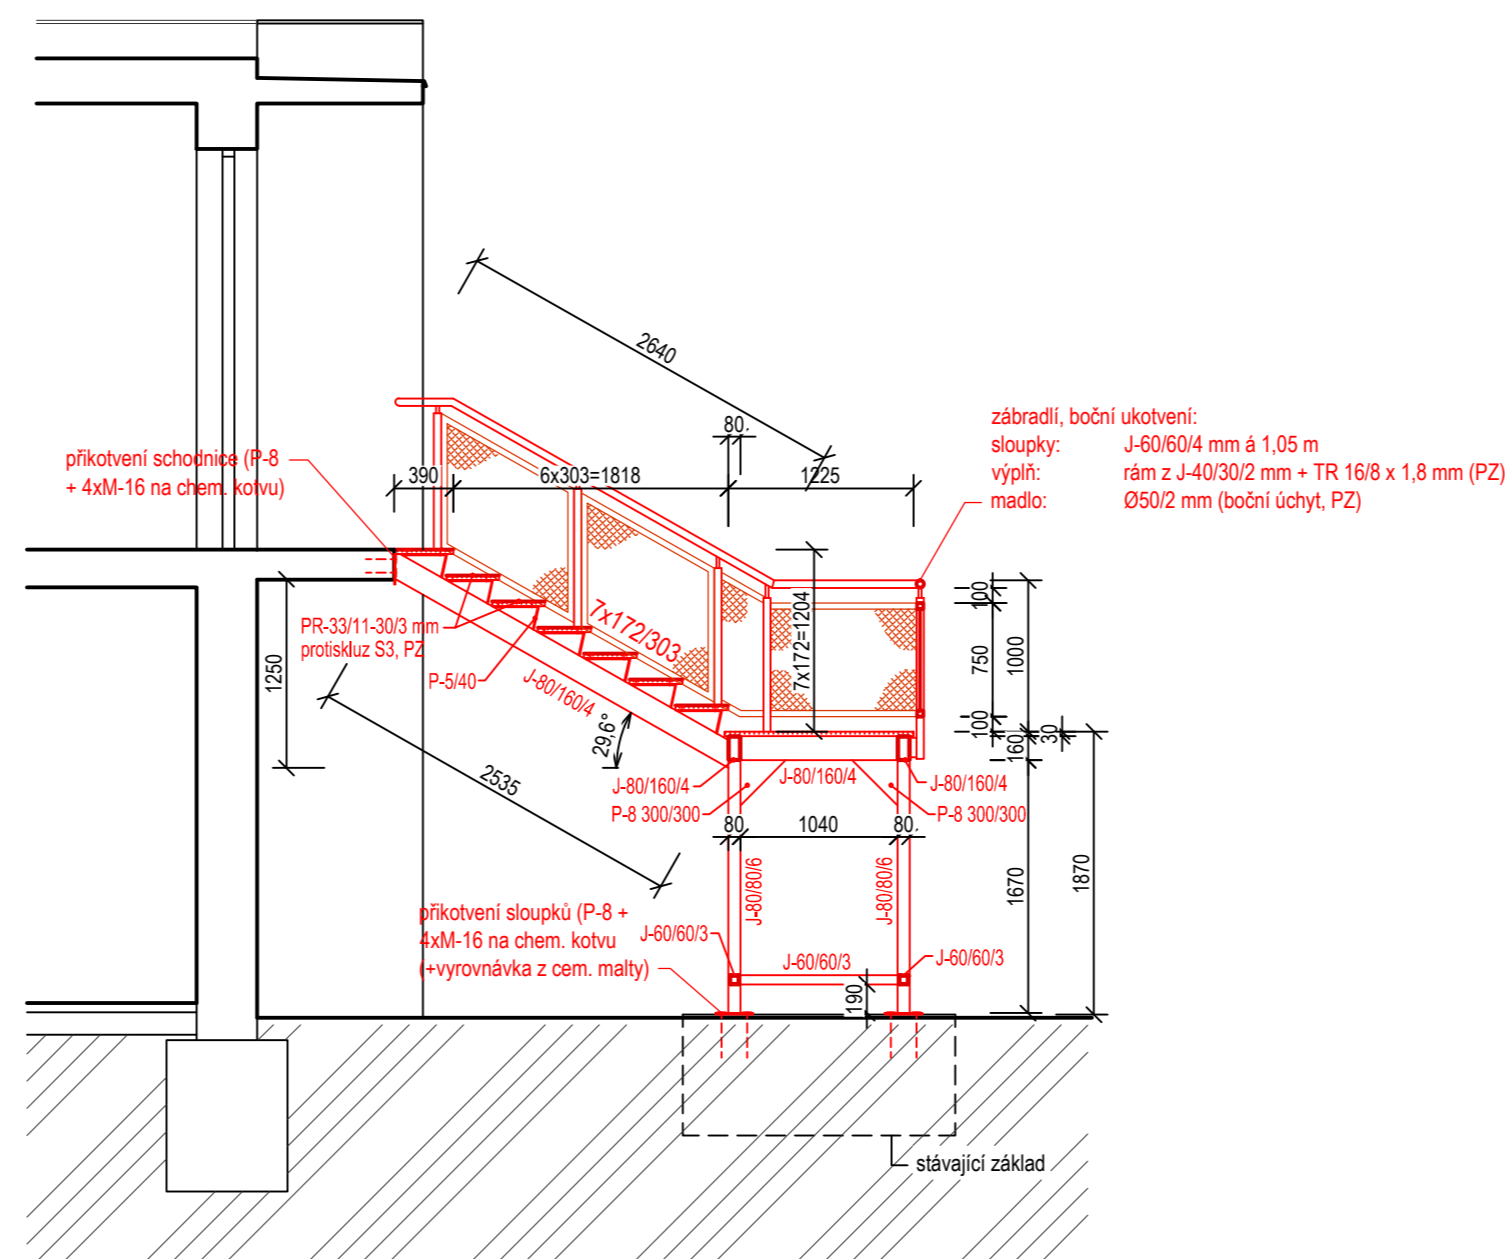 2640
80
zábradlí, boční ukotvení:
sloupky: J-60/60/4 mm á 1,05 m
výplň: rám z J-40/30/2 mm + TR 16/8 x 1,8 mm (PZ)
madlo: Ø50/2 mm (boční úchyt, PZ)
přikotvení schodnice (P-8
+ 4xM-16 na chem. kotvu)
390
6x303=1818
1225
7x172/303
7x172=1204
100
750
1000
100
160
30
PR-33/11-30/3 mm
protiskluz S3, PZ
P-5/40
J-80/160/4
1250
29,6°
2535
J-80/160/4
J-80/160/4
J-80/160/4
P-8 300/300
P-8 300/300
80
1040
80
J-80/80/6
J-80/80/6
1670
1870
přikotvení sloupků (P-8 +
4xM-16 na chem. kotvu
(+vyrovnávka z cem. malty)
J-60/60/3
J-60/60/3
J-60/60/3
190
stávající základ